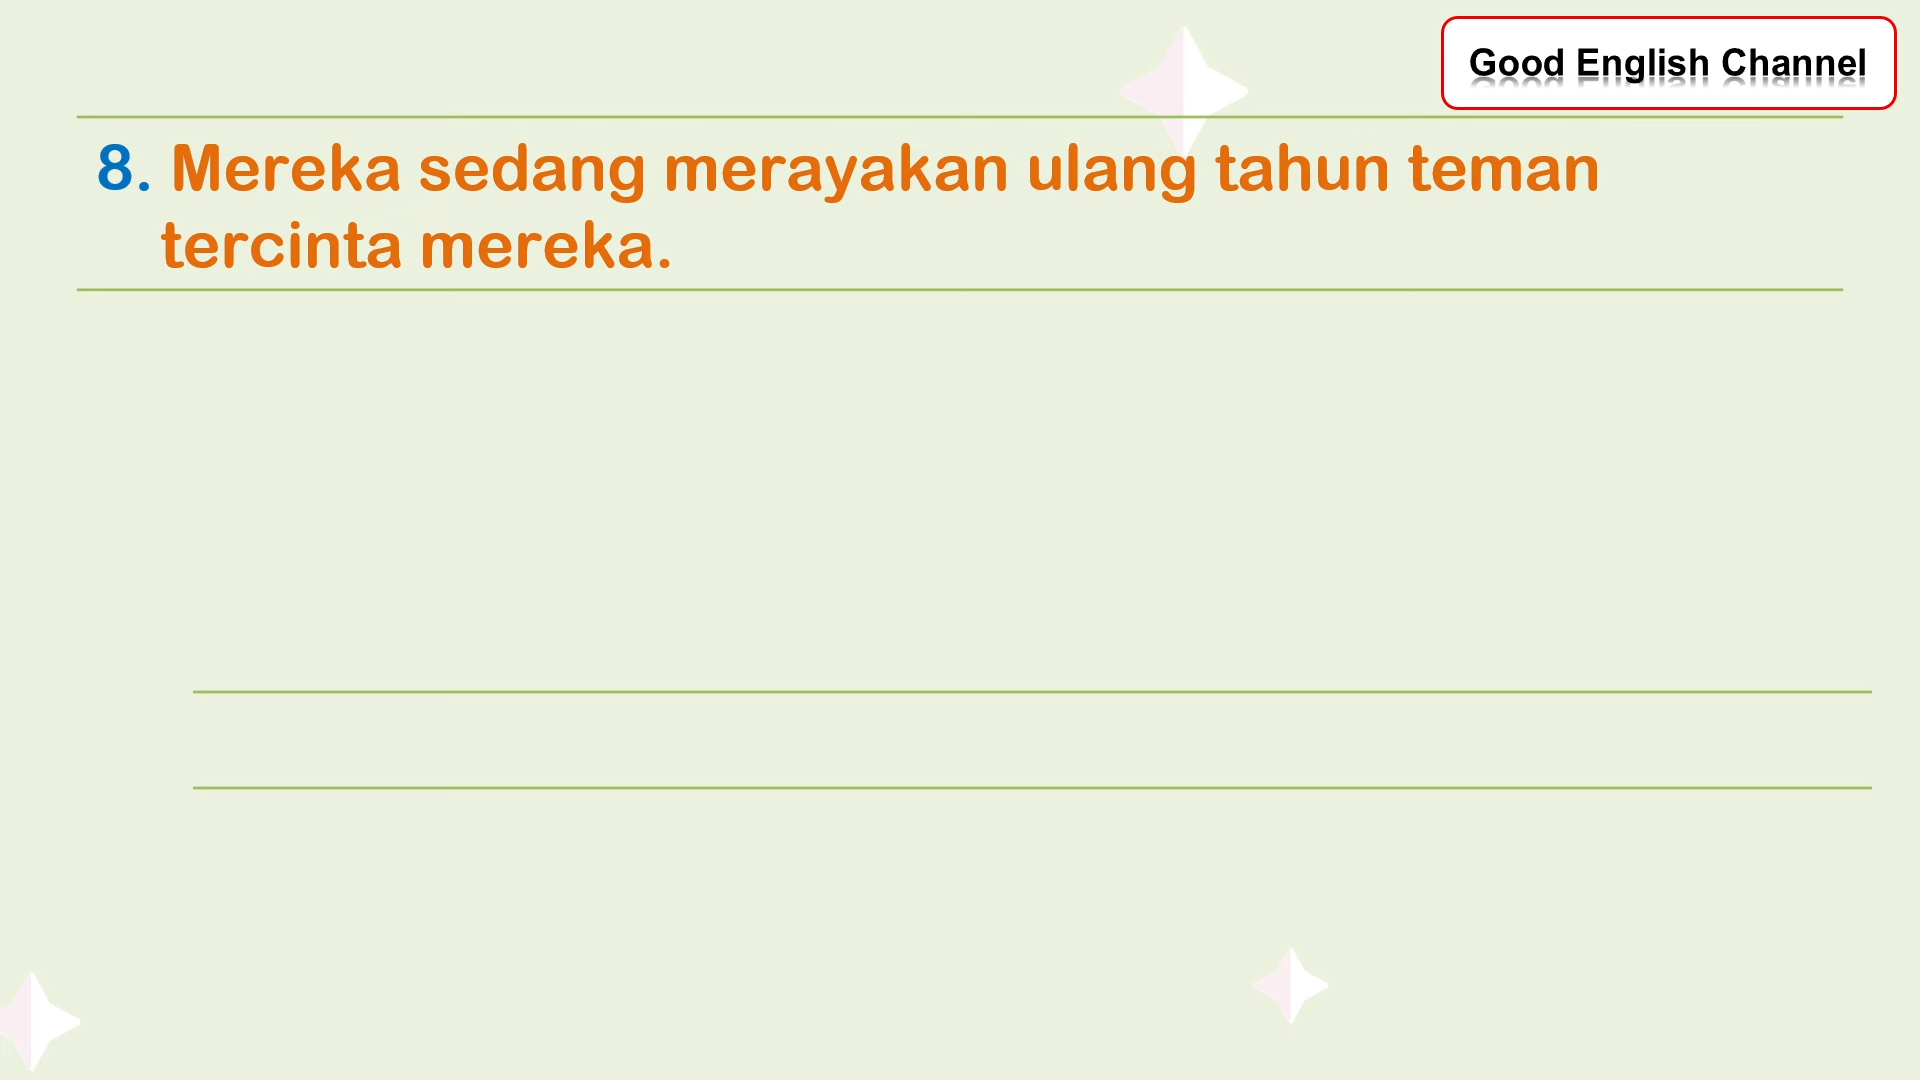 Good English Channel
8. Mereka sedang merayakan ulang tahun teman
tercinta mereka.